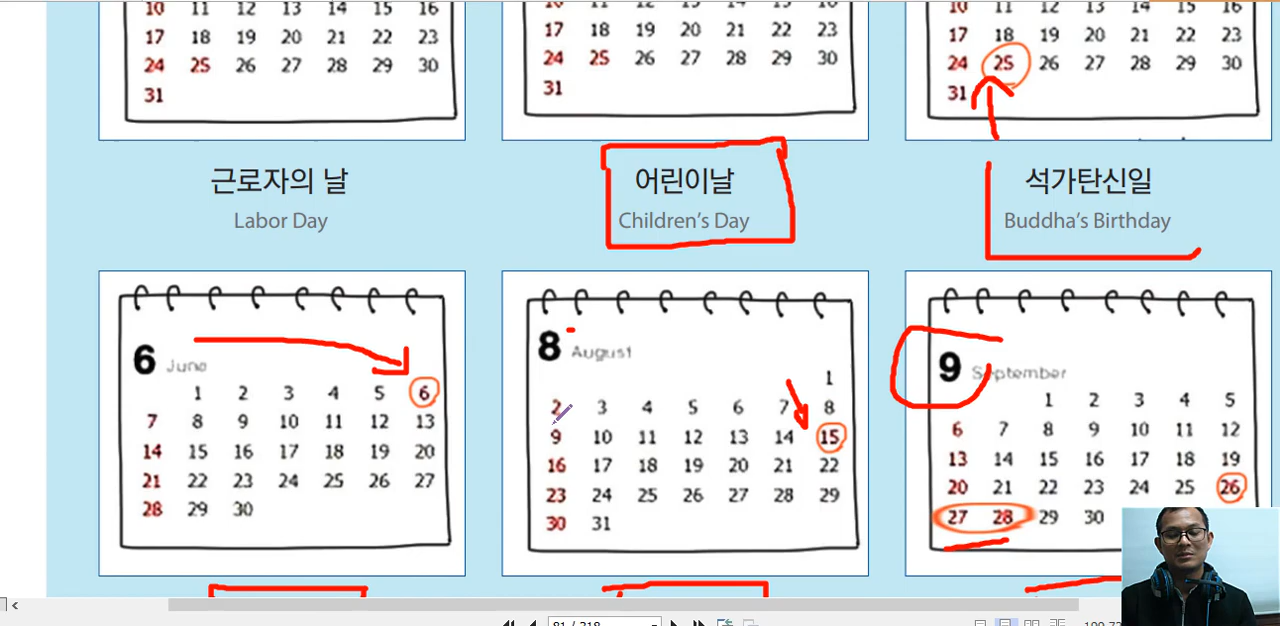 10 11 12 13 14 15 16
17 18 19 20 21 22 23
24 25 26 27 28 29 30
31
근로자의 날
Labor Day
17 18 19 20 21 22 23
24 25 26 27 28 29 30
31
어린이날
Children's Day
10 11 12 13 14 15 16
17 18 19 20 21 22 23
24 25 26 27 28 29 30
31
석가탄신일
Buddha's Birthday
6 June
1 2 3 4 5 6
7 8 9 10 11 12 13
14 15 16 17 18 19 20
21 22 23 24 25 26 27
28 29 30
8 August
1
2 3 4 5 6 7 8
9 10 11 12 13 14 15
16 17 18 19 20 21 22
23 24 25 26 27 28 29
30 31
9 September
1 2 3 4 5
6 7 8 9 10 11 12
13 14 15 16 17 18 19
20 21 22 23 24 25 26
27 28 29 30